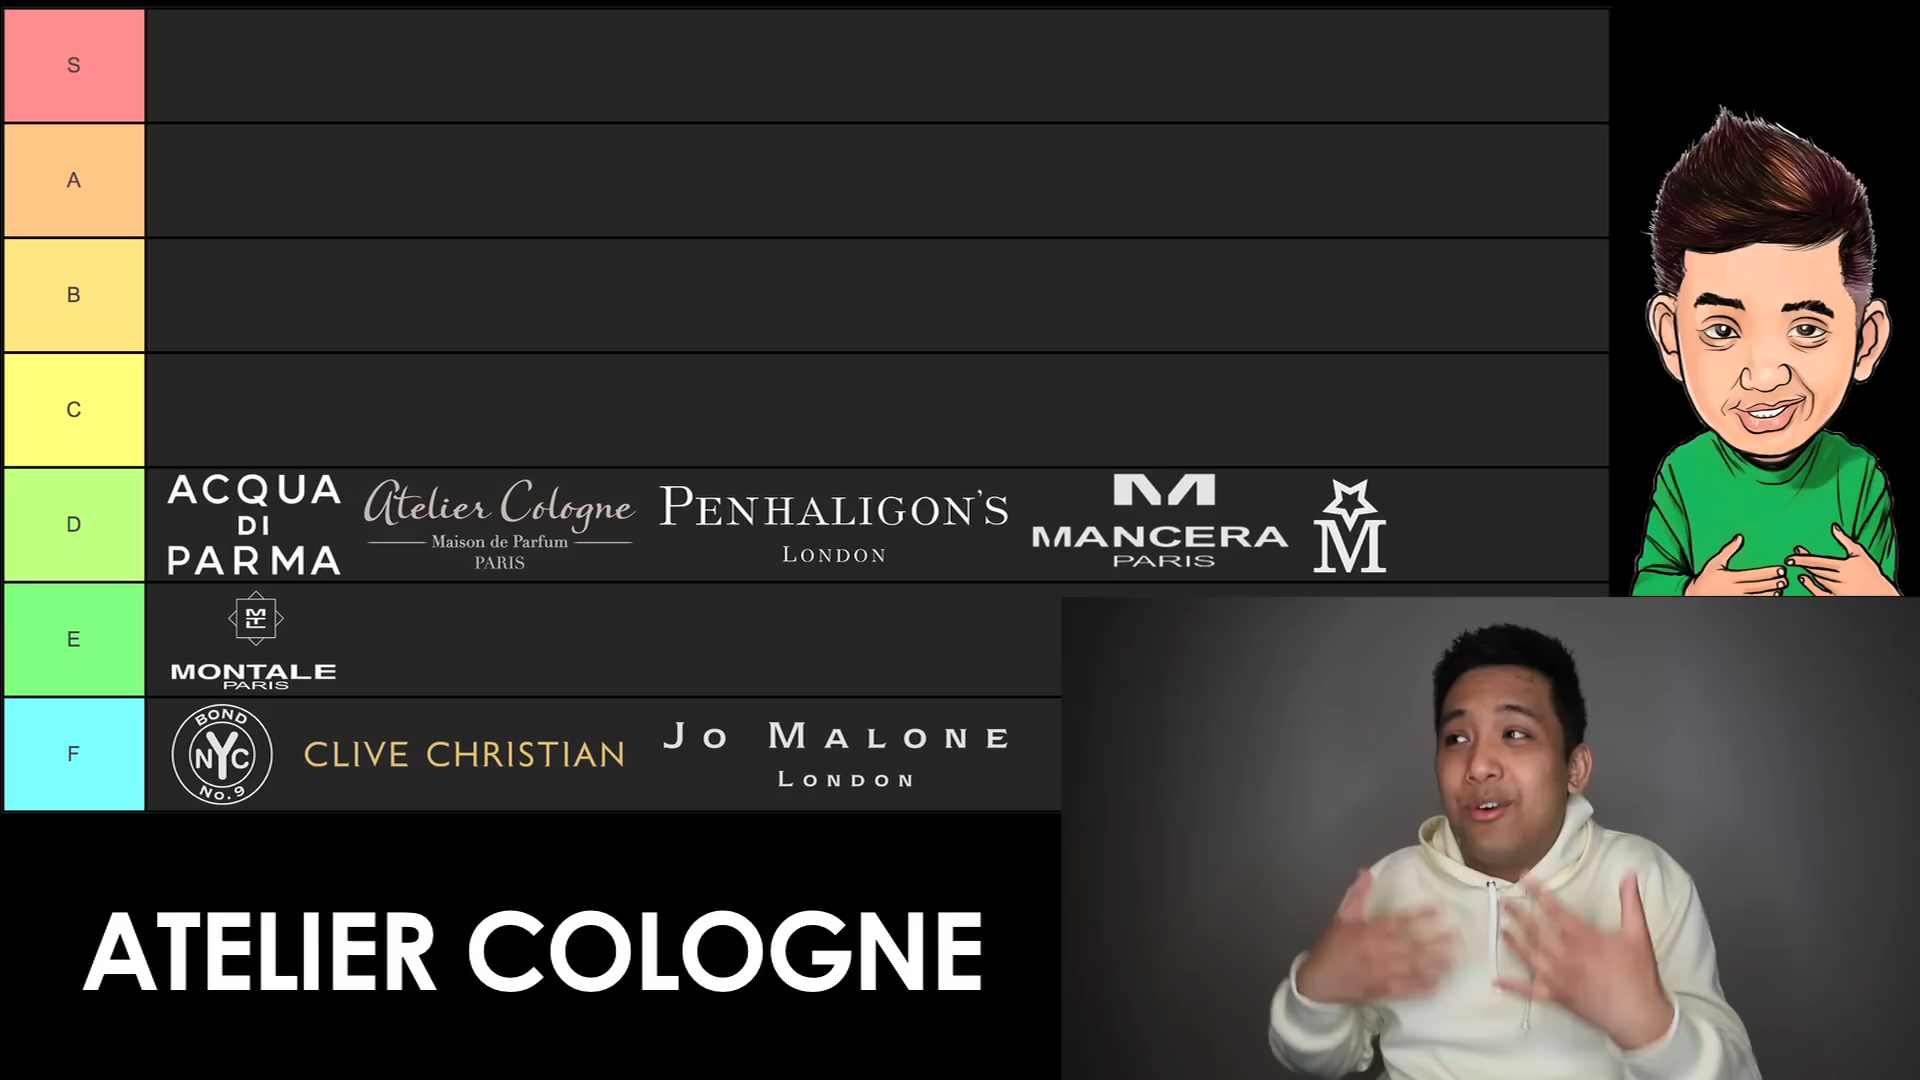 S
A
B
C
D
ACQUA
DI
PARMA
Atelier Cologne
Maison de Parfum
PARIS
PENHALIGON'S
LONDON
M
MANCERA
PARIS
M
E
MTL
MONTALE
PARIS
F
BOND
NYC
No.9
CLIVE CHRISTIAN
JO MALONE
LONDON
ATELIER COLOGNE